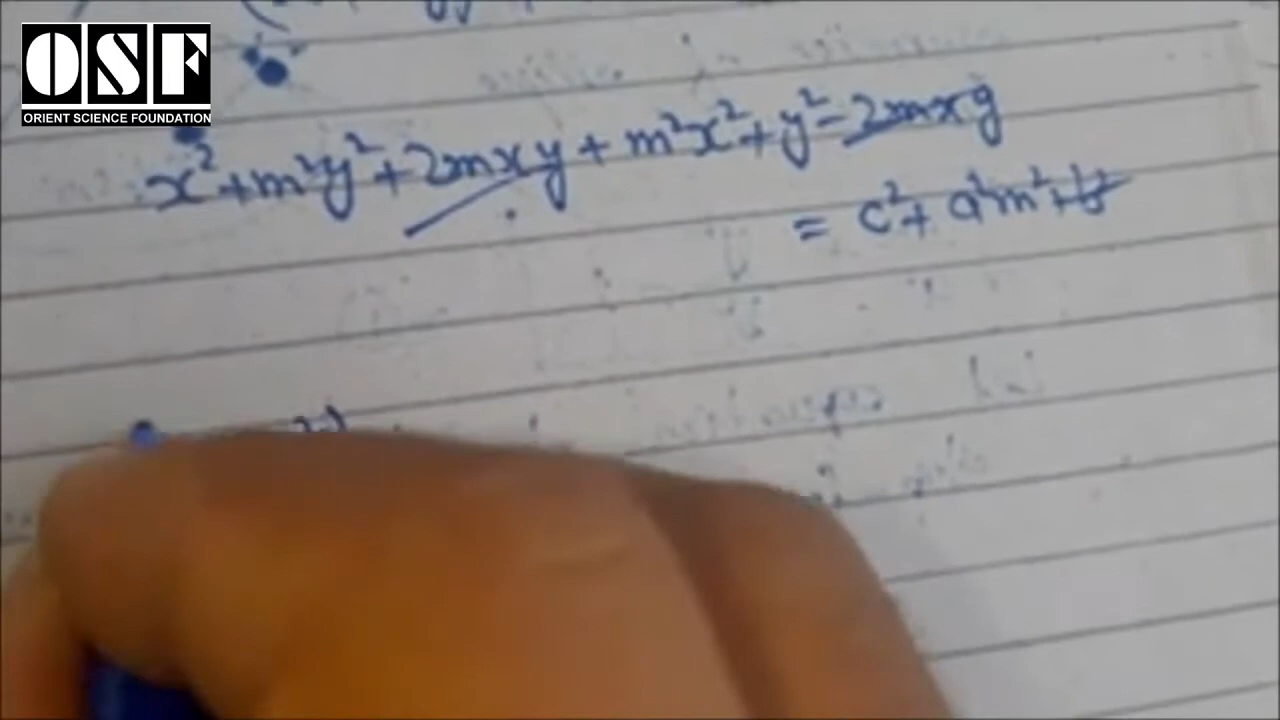 OSF
ORIENT SCIENCE FOUNDATION
x²+m²y²+2mxy+m²x²+y²-2mxy
= c²+a²m²+b²